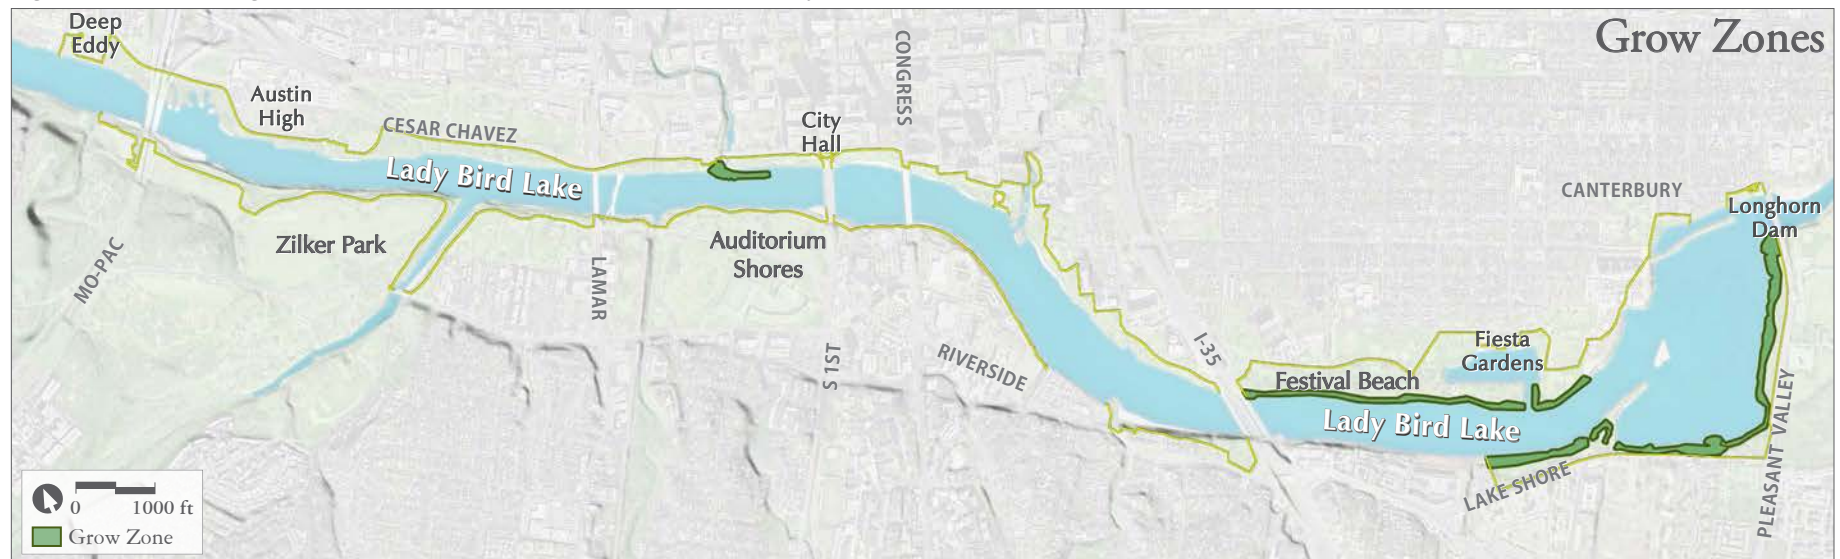 Grow Zones
Deep
Eddy
Austin
High
CESAR CHAVEZ
City
Hall
CONGRESS
Lady Bird Lake
CANTERBURY
Longhorn
Dam
Zilker Park
MO-PAC
LAMAR
Auditorium
Shores
S 1ST
RIVERSIDE
I-35
Festival Beach
Fiesta
Gardens
Lady Bird Lake
LAKE SHORE
PLEASANT VALLEY
0 1000 ft
Grow Zone